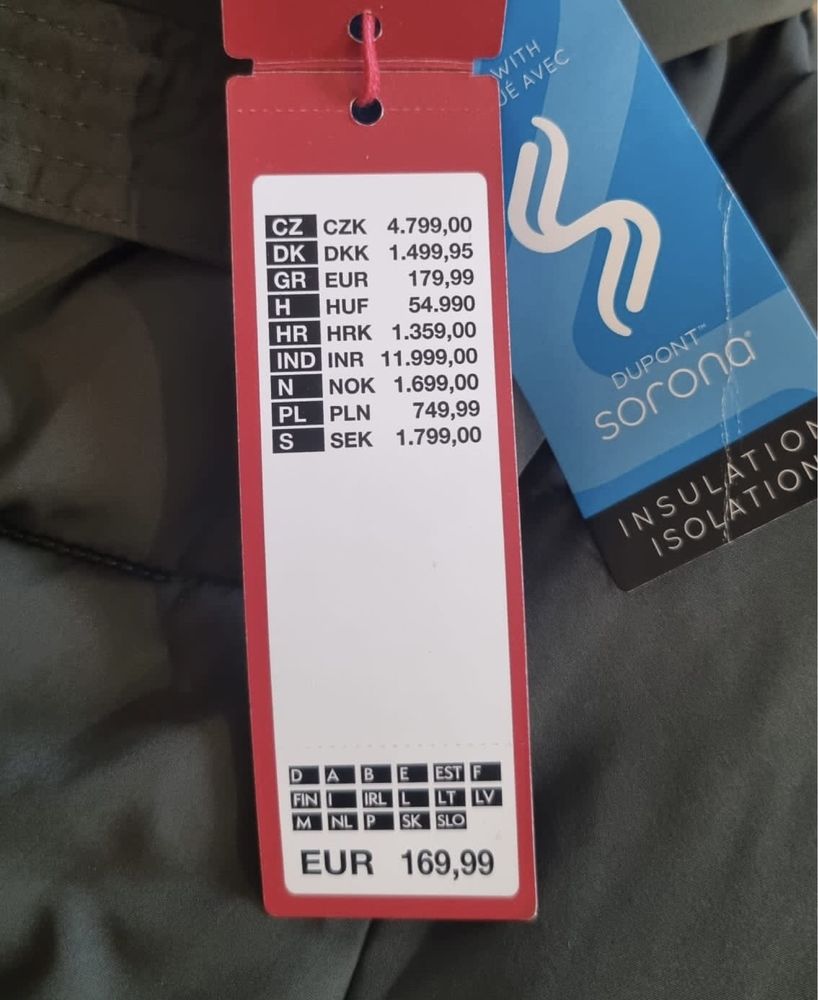 CZ CZK 4.799,00
DK DKK 1.499,95
GR EUR 179,99
H HUF 54.990
HR HRK 1.359,00
IND INR 11.999,00
N NOK 1.699,00
PL PLN 749,99
S SEK 1.799,00
D A B E EST F
FIN I IRL L LT LV
M NL P SK SLO
EUR 169,99
WITH
AVEC
DUPONT™
sorona®
INSULATION
ISOLATION